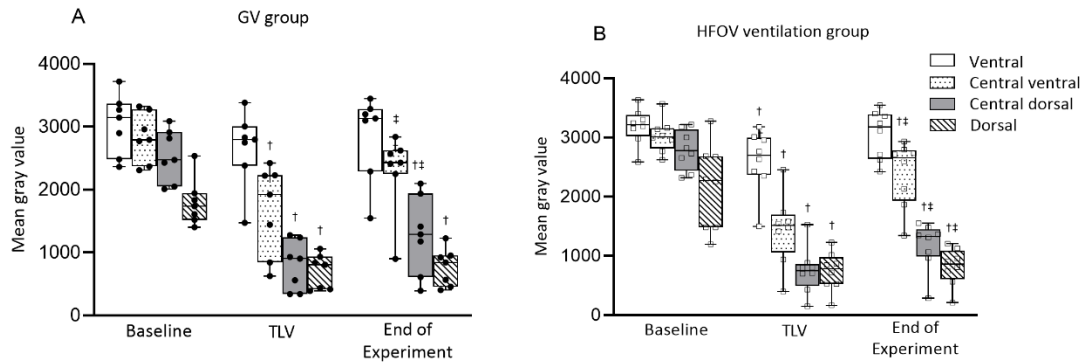 A
GV group
Mean gray value
4000
3000
2000
1000
0
†
†
†
‡
†‡
†
Baseline
TLV
End of
Experiment
B
HFOV ventilation group
Mean gray value
4000
3000
2000
1000
0
†
†
†
†
†‡
†‡
†‡
Baseline
TLV
End of
Experiment
Ventral
Central ventral
Central dorsal
Dorsal